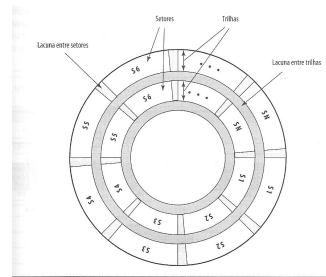 Setores
Trilhas
Lacuna entre setores
Lacuna entre trilhas
S6
• • •
S6
• • •
S5
SN
S5
SN
S4
S1
S4
S1
S3
S2
S3
S2